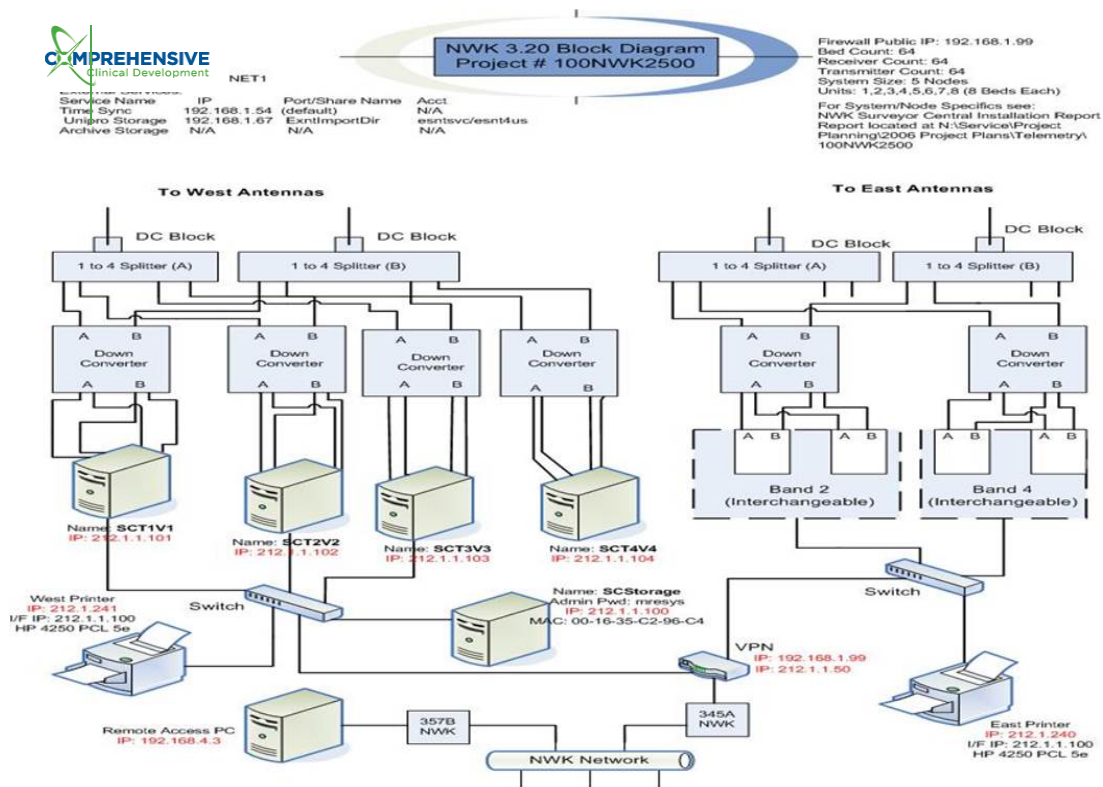 COMPREHENSIVE
Clinical Development
NWK 3.20 Block Diagram
Project # 100NWK2500
Firewall Public IP: 192.168.1.99
Bed Count: 64
Receiver Count: 64
Transmitter Count: 64
System Size: 5 Nodes
Units: 1,2,3,4,5,6,7,8 (8 Beds Each)
For System/Node Specifics see:
NWK Surveyor Central Installation Report
Report located at N:\Service\Project
Planning\2006 Project Plans\Telemetry\
100NWK2500
NET1
External Services:
Service Name IP Port/Share Name Acct
Time Sync 192.168.1.54 (default) N/A
Unipro Storage 192.168.1.67 ExntImportDir esntsvc/esnt4us
Archive Storage N/A N/A N/A
To West Antennas
To East Antennas
DC Block
DC Block
DC Block
DC Block
1 to 4 Splitter (A)
1 to 4 Splitter (B)
1 to 4 Splitter (A)
1 to 4 Splitter (B)
A B
Down
Converter
A B
A B
Down
Converter
A B
A B
Down
Converter
A B
A B
Down
Converter
A B
A B
Down
Converter
A B
A B
Down
Converter
A B
A B
A B
Band 2
(Interchangeable)
A B
A B
Band 4
(Interchangeable)
Name: SCT1V1
IP: 212.1.1.101
Name: SCT2V2
IP: 212.1.1.102
Name: SCT3V3
IP: 212.1.1.103
Name: SCT4V4
IP: 212.1.1.104
Switch
Switch
West Printer
IP: 212.1.241
I/F IP: 212.1.1.100
HP 4250 PCL 5e
Name: SCStorage
Admin Pwd: mresys
IP: 212.1.1.100
MAC: 00-16-35-C2-96-C4
VPN
IP: 192.168.1.99
IP: 212.1.1.50
Remote Access PC
IP: 192.168.4.3
357B
NWK
345A
NWK
NWK Network
East Printer
IP: 212.1.240
I/F IP: 212.1.1.100
HP 4250 PCL 5e